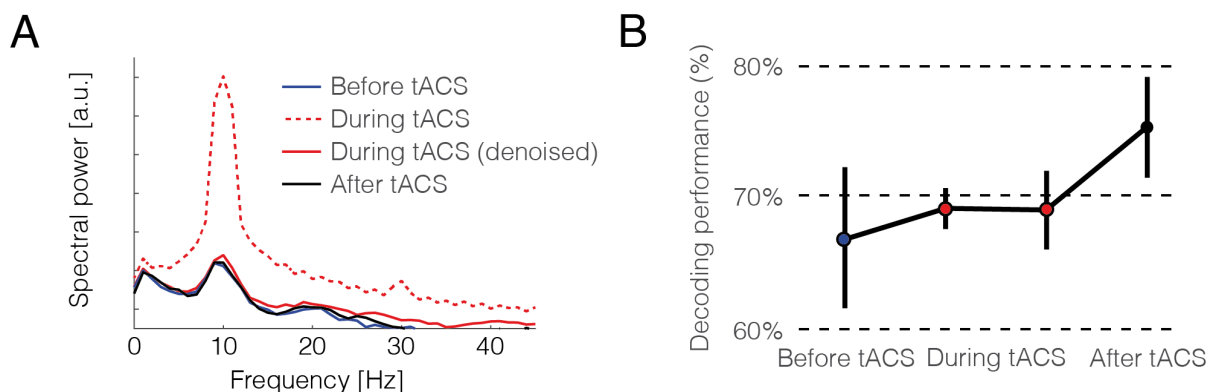 A
Spectral power [a.u.]
Before tACS
During tACS
During tACS (denoised)
After tACS
0
10
20
30
40
Frequency [Hz]
B
Decoding performance (%)
80%
70%
60%
Before tACS
During tACS
After tACS